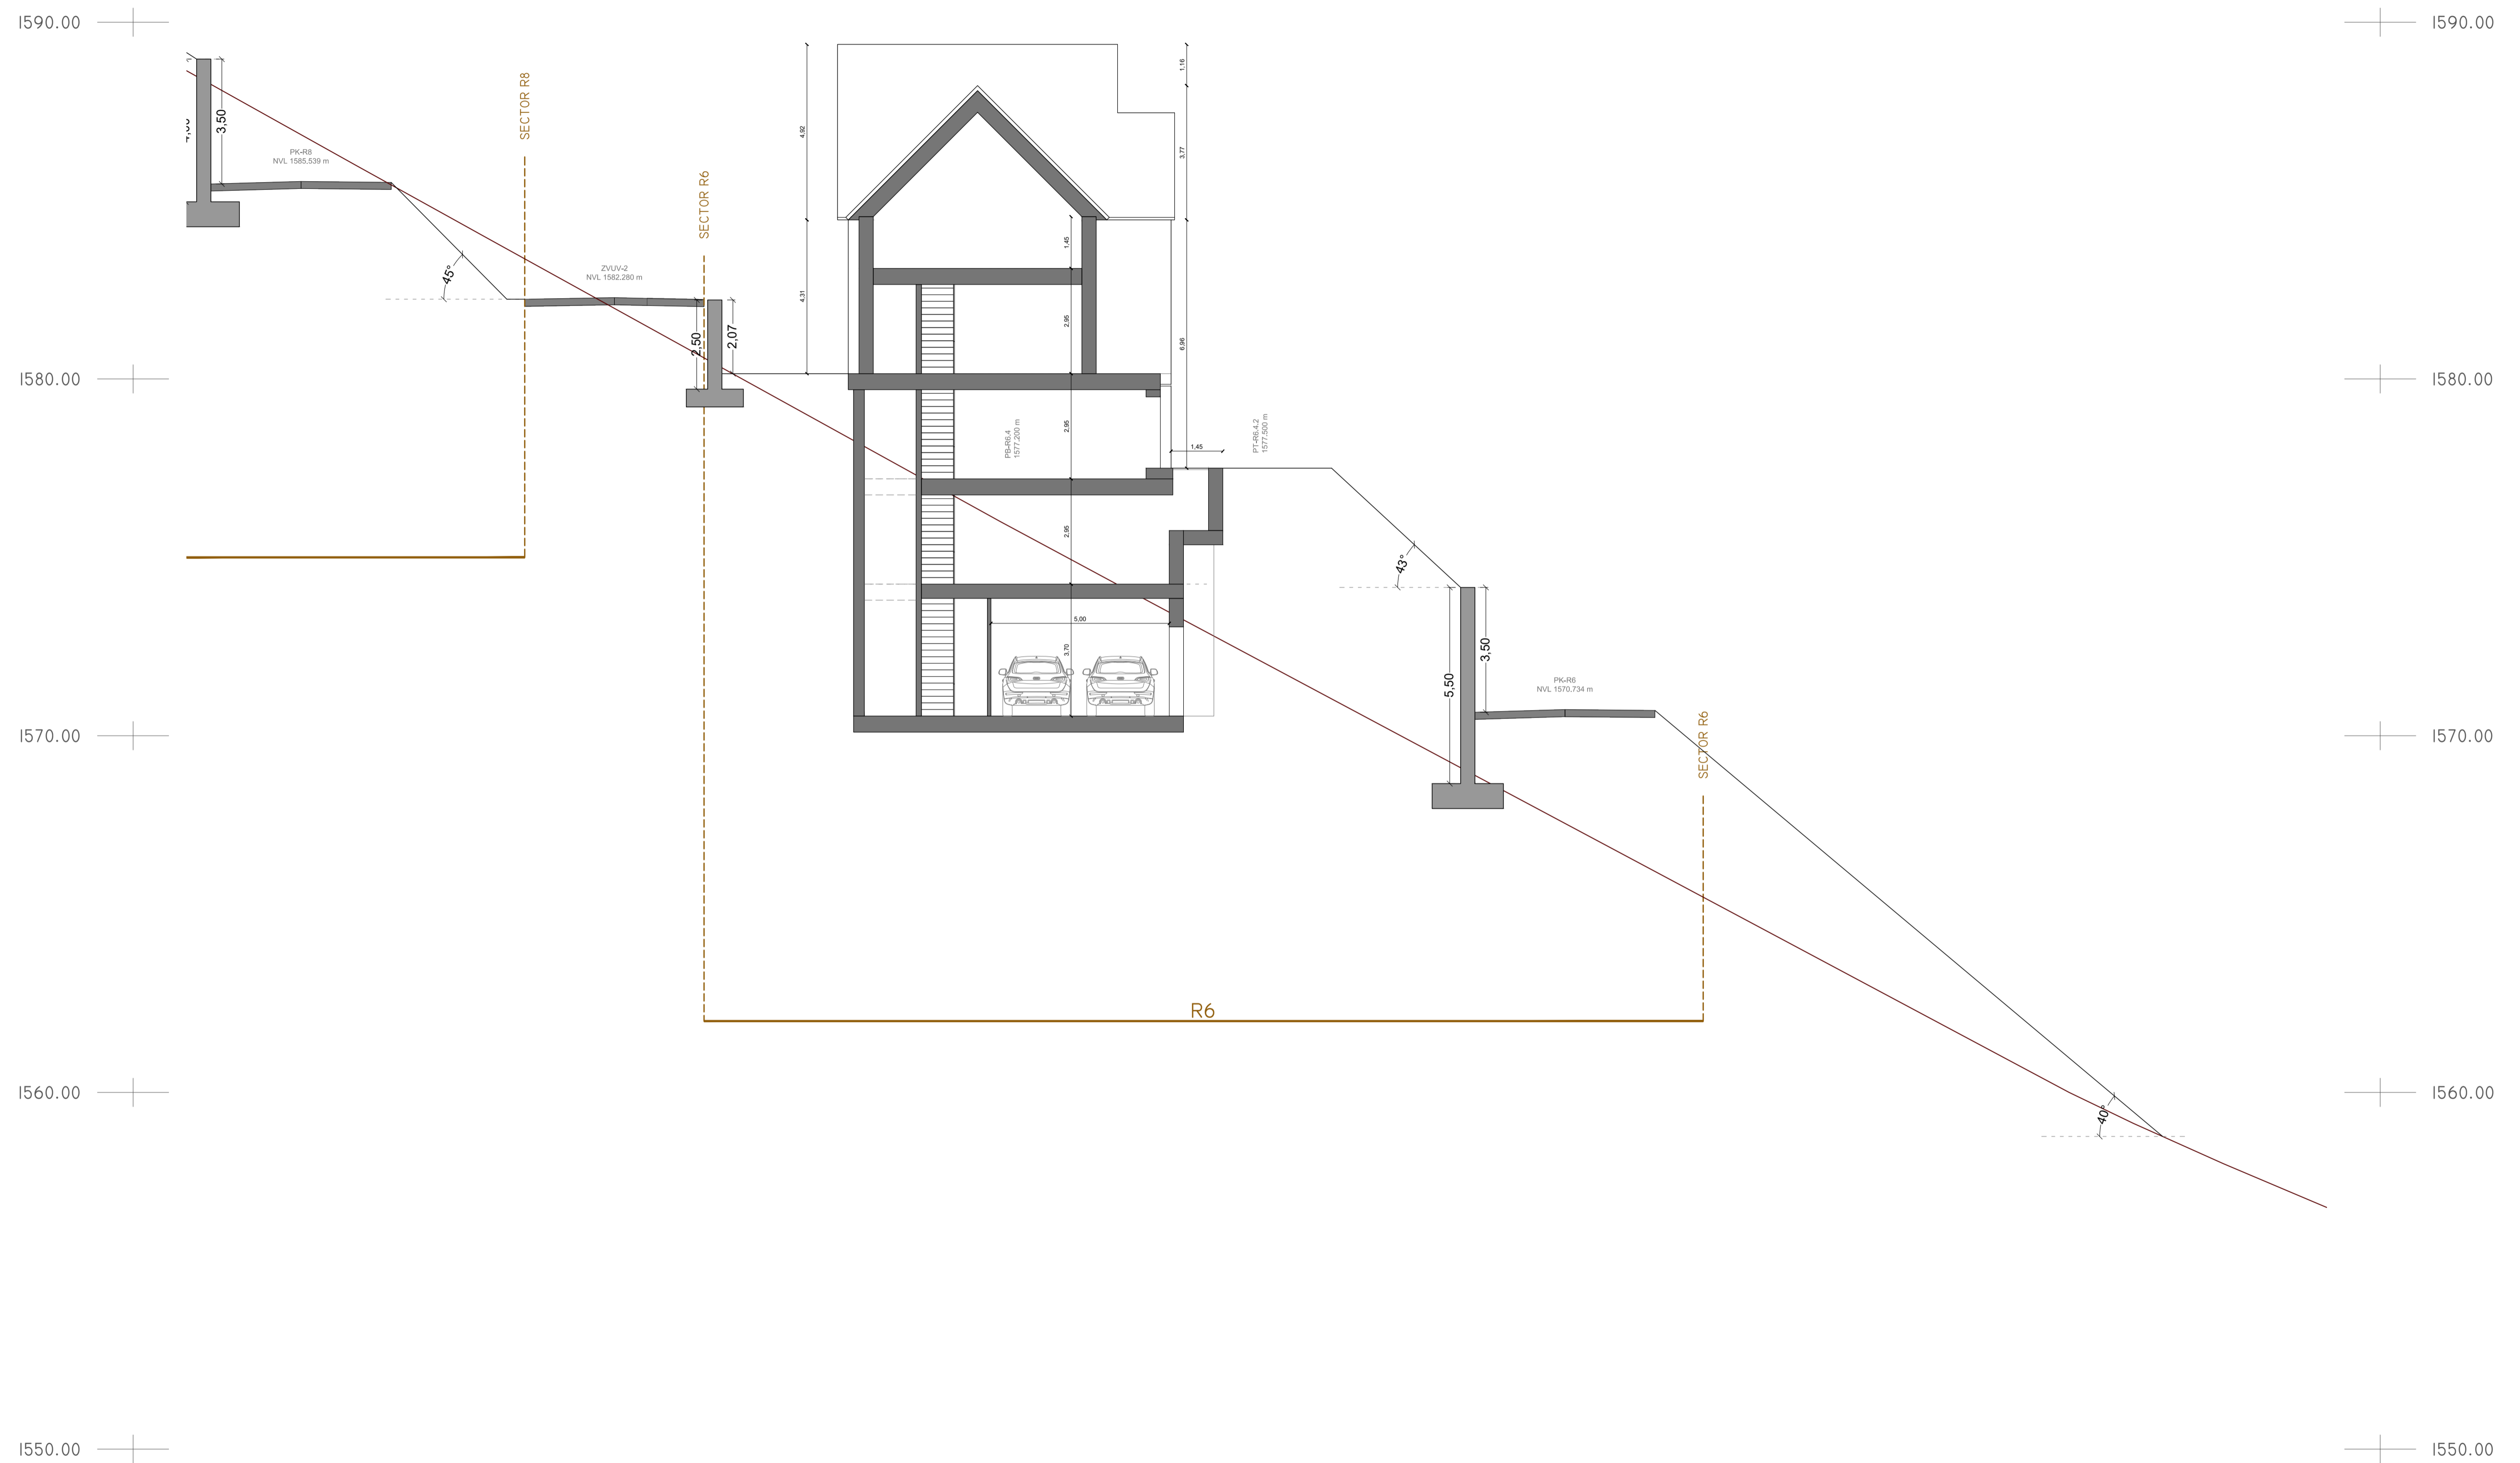 1590.00
1590.00
SECTOR R8
1,16
3,50
4,92
3,77
PK-R8
NVL 1585.539 m
SECTOR R6
1,45
45°
ZVUV-2
NVL 1582.280 m
4,31
2,50
2,07
2,95
6,96
1580.00
1580.00
PB-R6.4
1577.200 m
2,95
1,45
PT-R6.4.2
1577.500 m
2,95
43°
5,00
3,70
3,50
5,50
PK-R6
NVL 1570,734 m
SECTOR R6
1570.00
1570.00
R6
1560.00
1560.00
40°
1550.00
1550.00